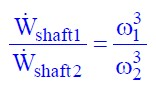 Ẇshaft1 / Ẇshaft2 = ω₁³ / ω₂³